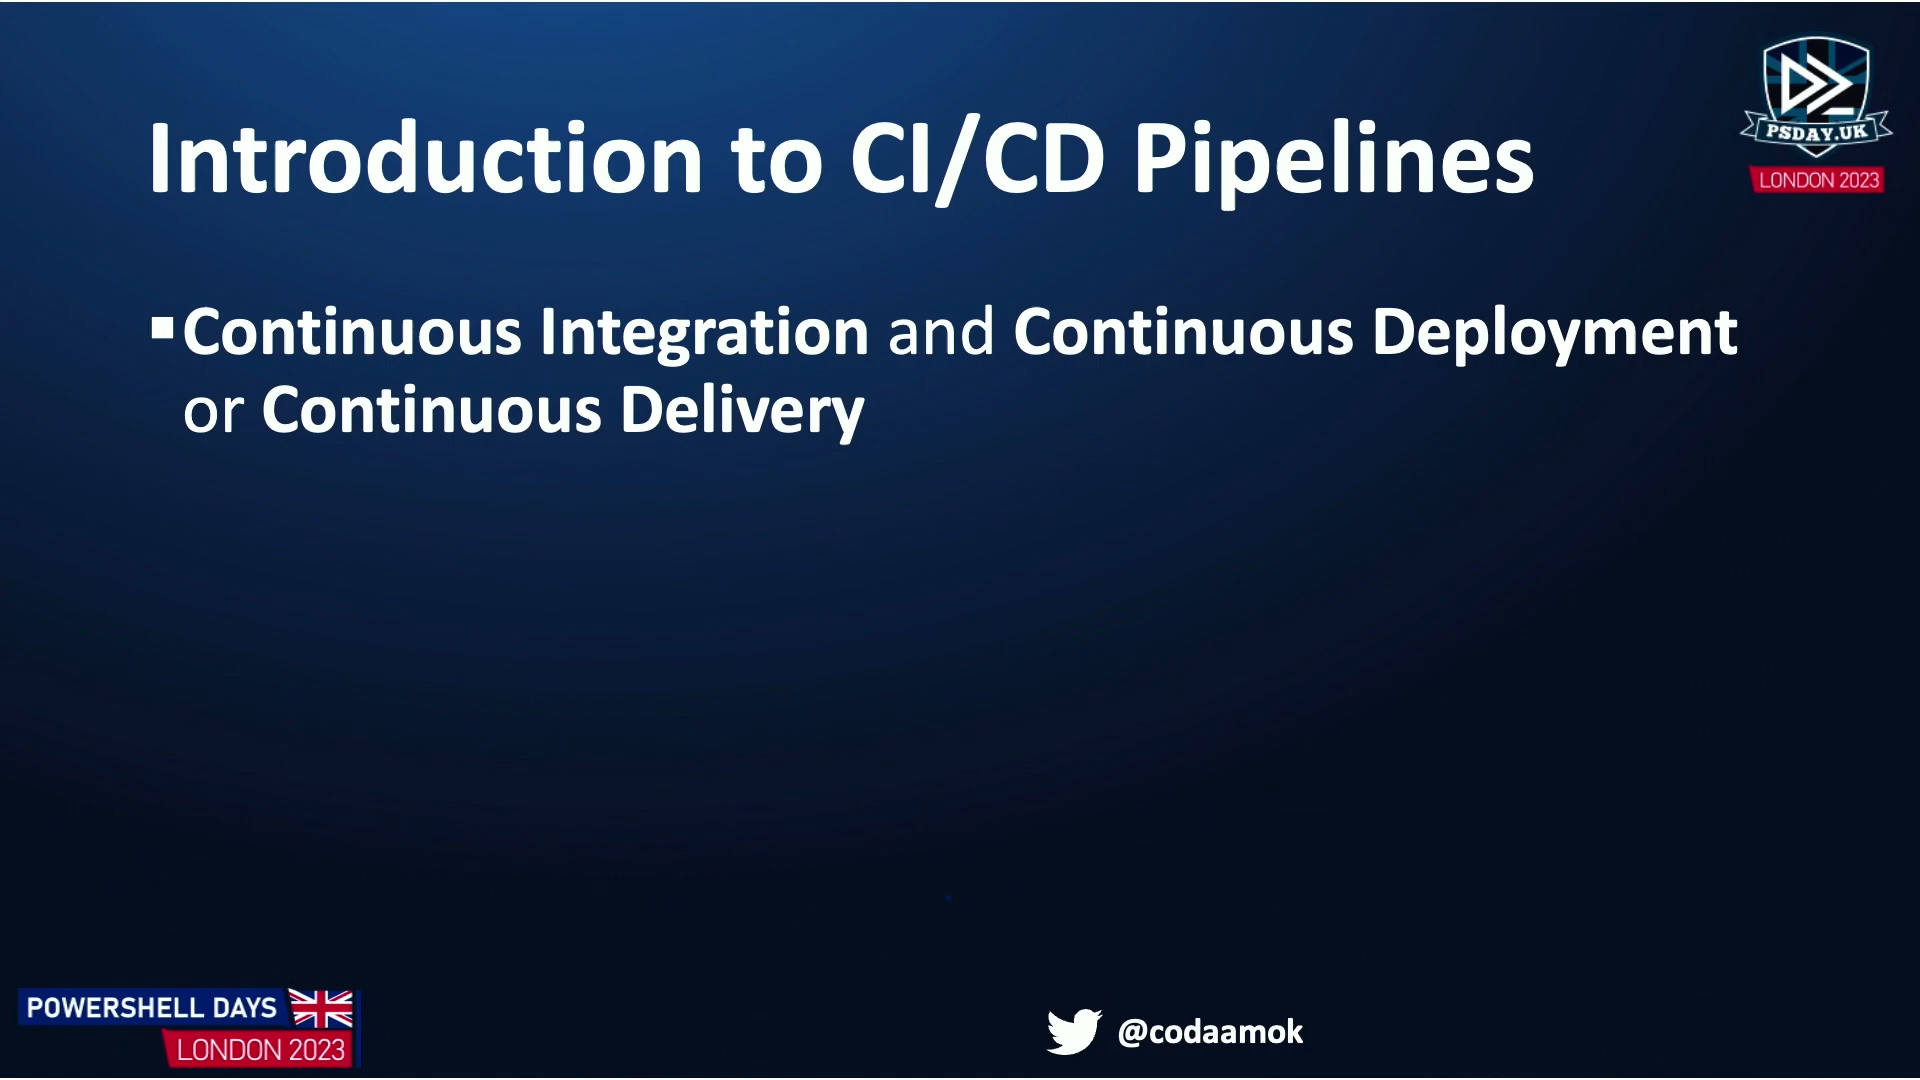 Introduction to CI/CD Pipelines
PSDAY.UK
LONDON 2023
▪Continuous Integration and Continuous Deployment
or Continuous Delivery
POWERSHELL DAYS
LONDON 2023
@codaamok